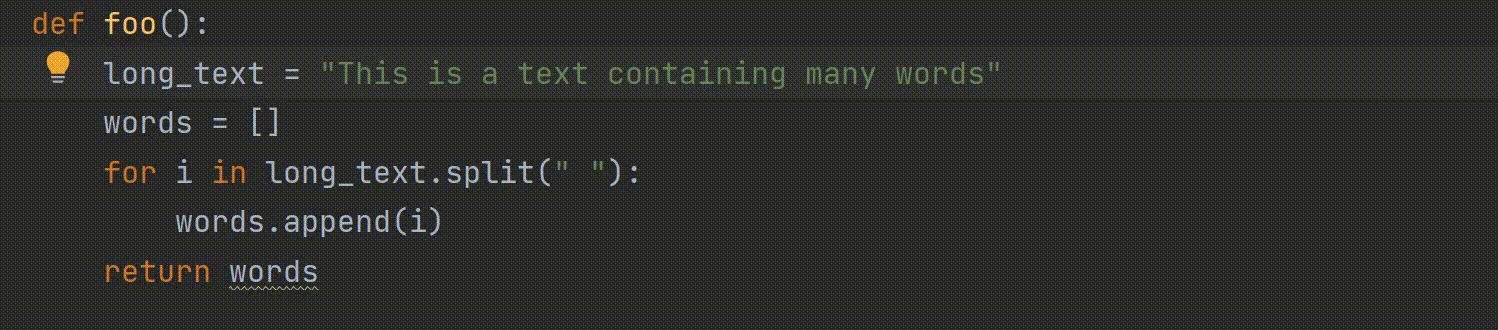 def foo():
    long_text = "This is a text containing many words"
    words = []
    for i in long_text.split(" "):
        words.append(i)
    return words